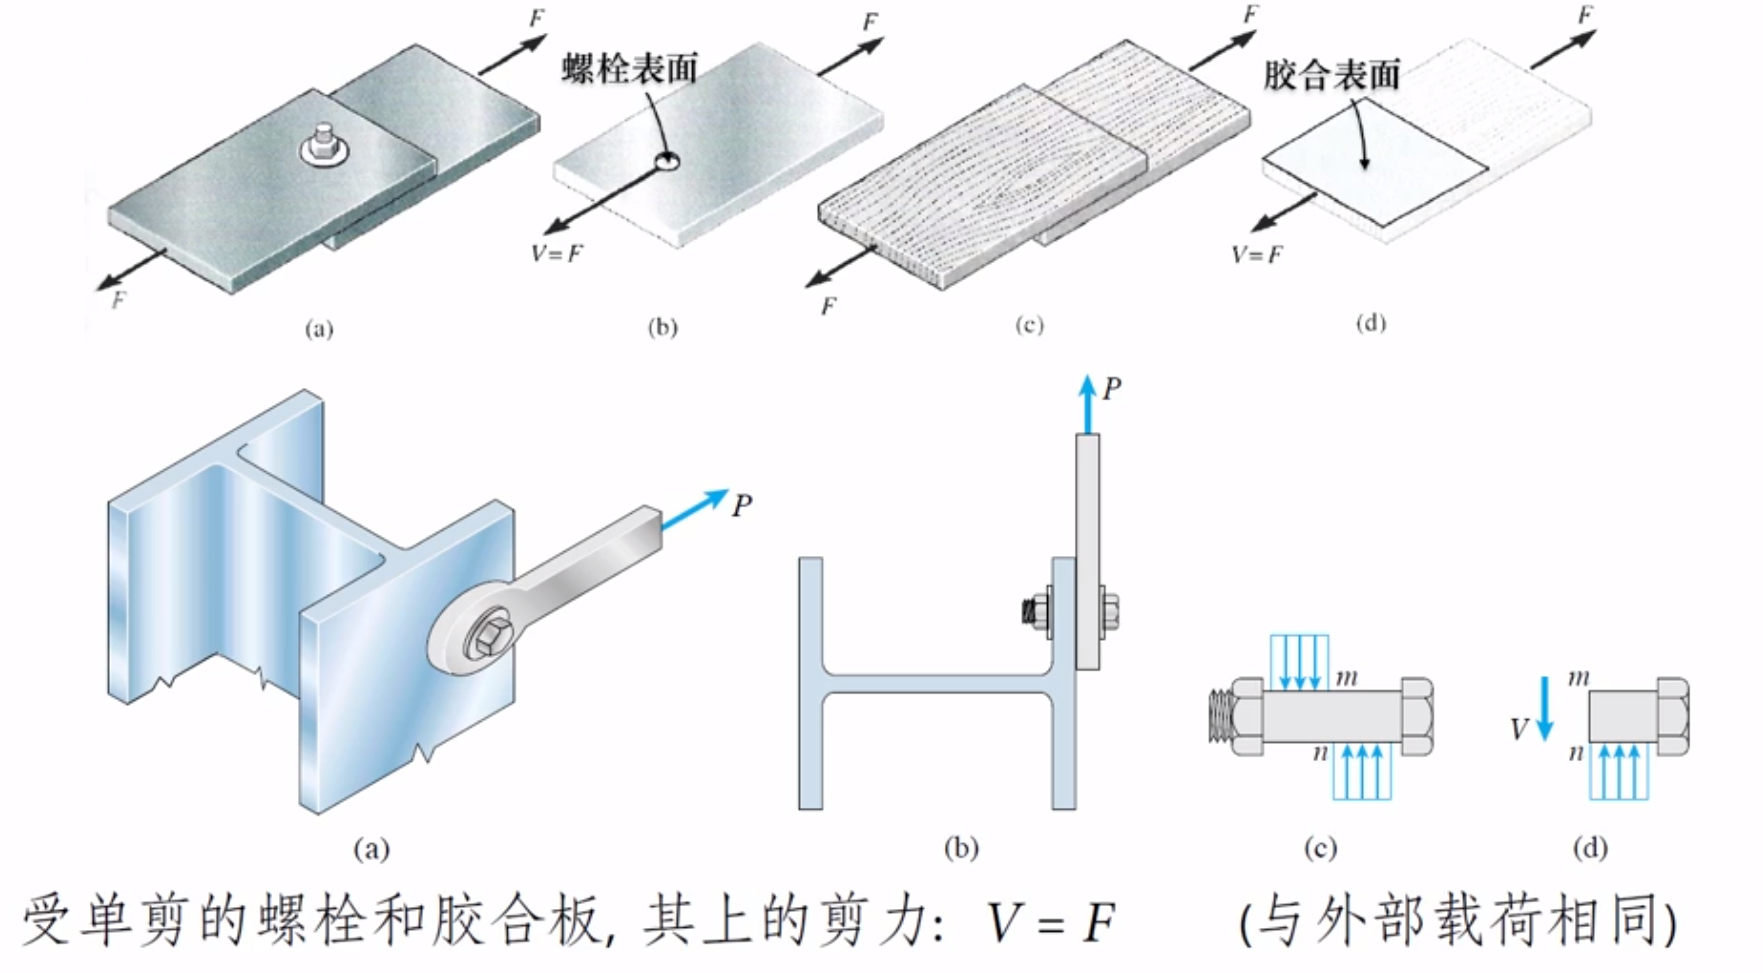 F
F
F
F
螺栓表面
胶合表面
V= F
V= F
F
F
(a)
(b)
(c)
(d)
P
P
m
n
m
V
n
(a)
(b)
(c)
(d)
受单剪的螺栓和胶合板, 其上的剪力: V = F (与外部载荷相同)